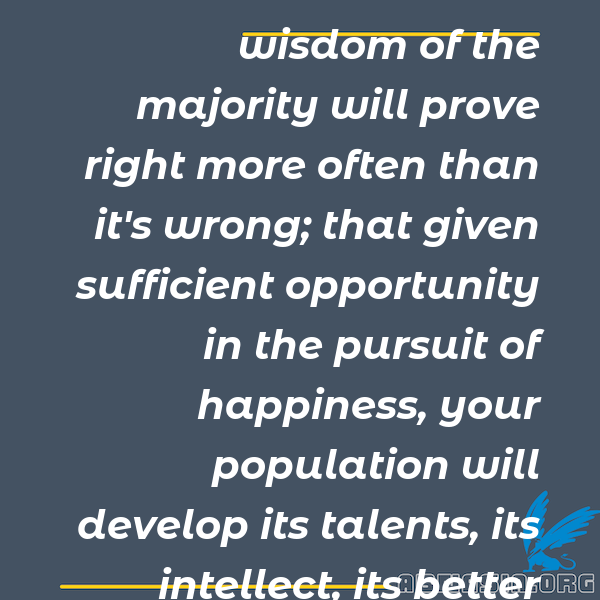 wisdom of the
majority will prove
right more often than
it's wrong; that given
sufficient opportunity
in the pursuit of
happiness, your
population will
develop its talents, its
intellect, its better